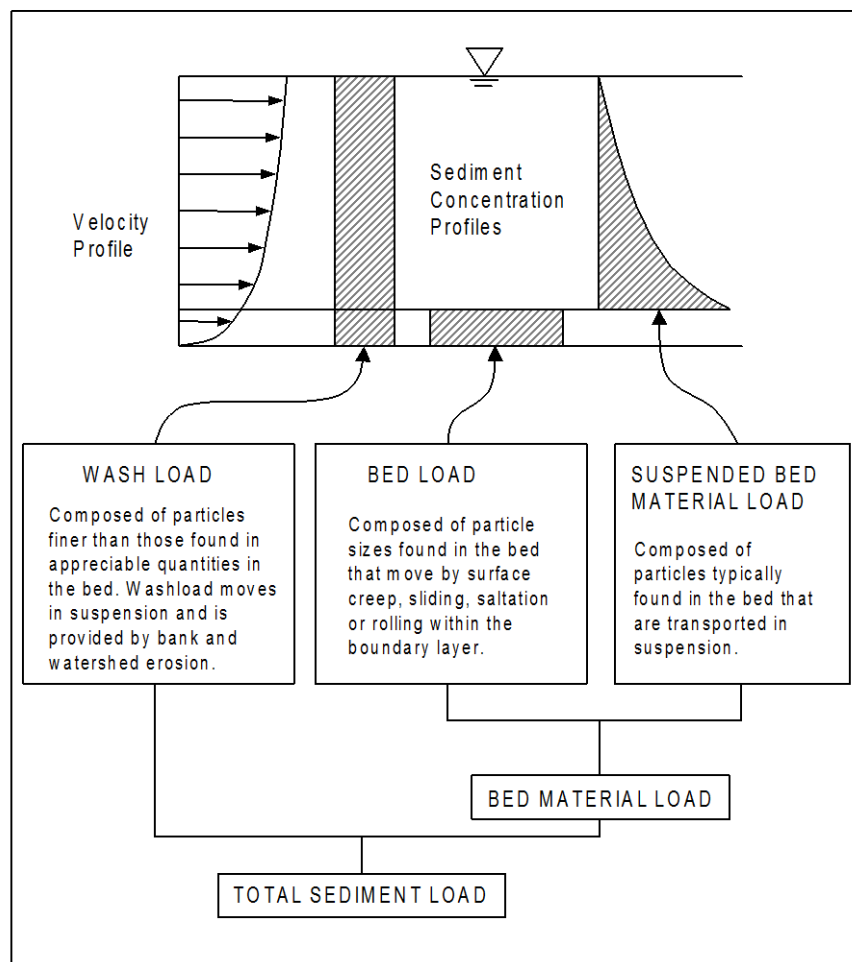 Velocity
Profile
Sediment
Concentration
Profiles
WASH LOAD
Composed of particles
finer than those found in
appreciable quantities in
the bed. Washload moves
in suspension and is
provided by bank and
watershed erosion.
BED LOAD
Composed of particle
sizes found in the bed
that move by surface
creep, sliding, saltation
or rolling within the
boundary layer.
SUSPENDED BED
MATERIAL LOAD
Composed of
particles typically
found in the bed that
are transported in
suspension.
BED MATERIAL LOAD
TOTAL SEDIMENT LOAD